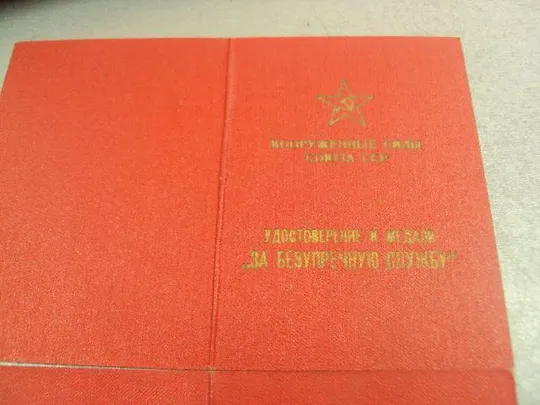 ВООРУЖЕННЫЕ СИЛЫ
СОЮЗА ССР
УДОСТОВЕРЕНИЕ К МЕДАЛИ
„ЗА БЕЗУПРЕЧНУЮ СЛУЖБУ“